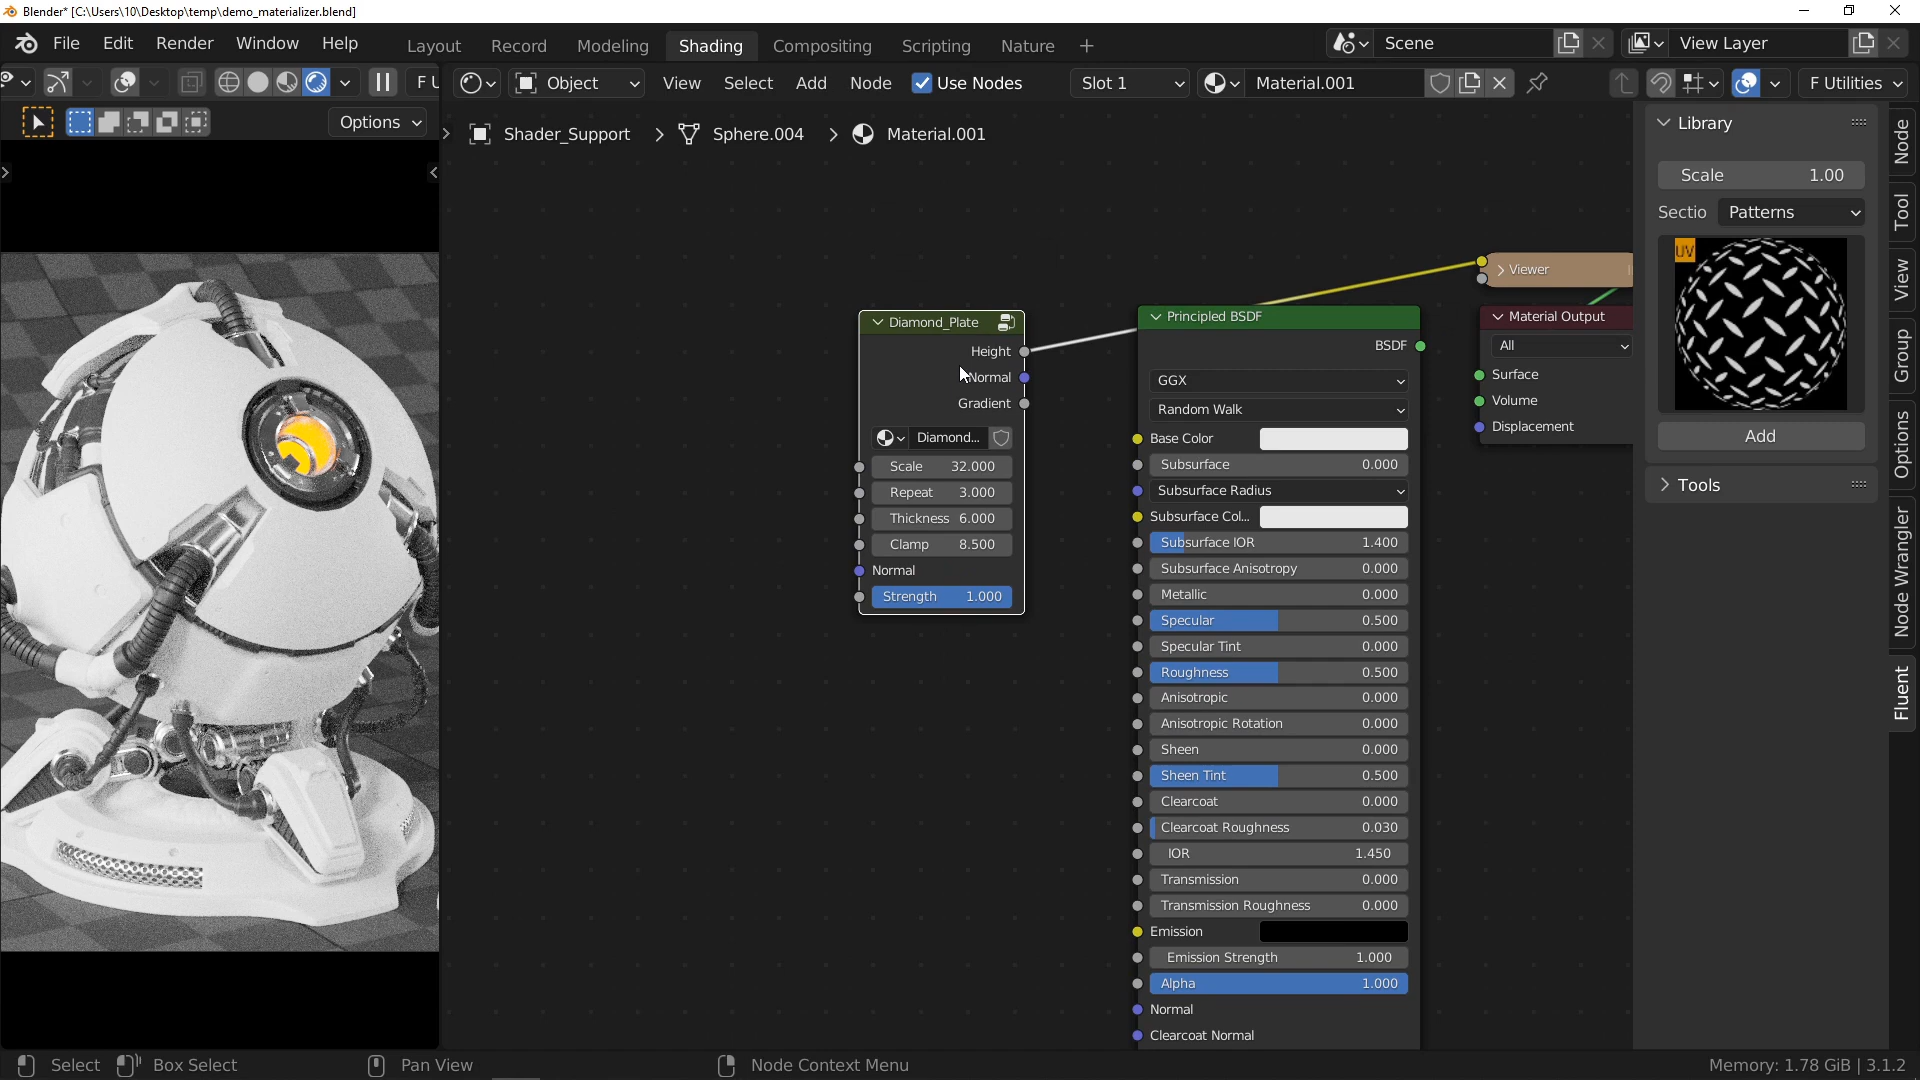 Blender* [C:\Users\10\Desktop\temp\demo_materializer.blend]
File Edit Render Window Help Layout Record Modeling Shading Compositing Scripting Nature + Scene View Layer
F U Object View Select Add Node Use Nodes Slot 1 Material.001 F Utilities
Options
Shader_Support > Sphere.004 > Material.001
Library
Scale 1.00
Sectio Patterns
UV
Add
Tools
Node
Tool
View
Group
Options
Node Wrangler
Fluent
Viewer
Diamond_Plate
Height
Normal
Gradient
Diamond...
Scale 32.000
Repeat 3.000
Thickness 6.000
Clamp 8.500
Normal
Strength 1.000
Principled BSDF
BSDF
GGX
Random Walk
Base Color
Subsurface 0.000
Subsurface Radius
Subsurface Col...
Subsurface IOR 1.400
Subsurface Anisotropy 0.000
Metallic 0.000
Specular 0.500
Specular Tint 0.000
Roughness 0.500
Anisotropic 0.000
Anisotropic Rotation 0.000
Sheen 0.000
Sheen Tint 0.500
Clearcoat 0.000
Clearcoat Roughness 0.030
IOR 1.450
Transmission 0.000
Transmission Roughness 0.000
Emission
Emission Strength 1.000
Alpha 1.000
Normal
Clearcoat Normal
Material Output
All
Surface
Volume
Displacement
Select Box Select Pan View Node Context Menu Memory: 1.78 GiB | 3.1.2